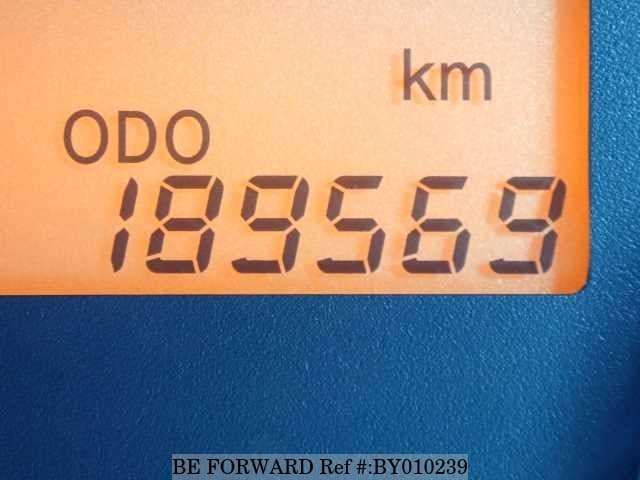 km
ODO
189569
BE FORWARD Ref #:BY010239